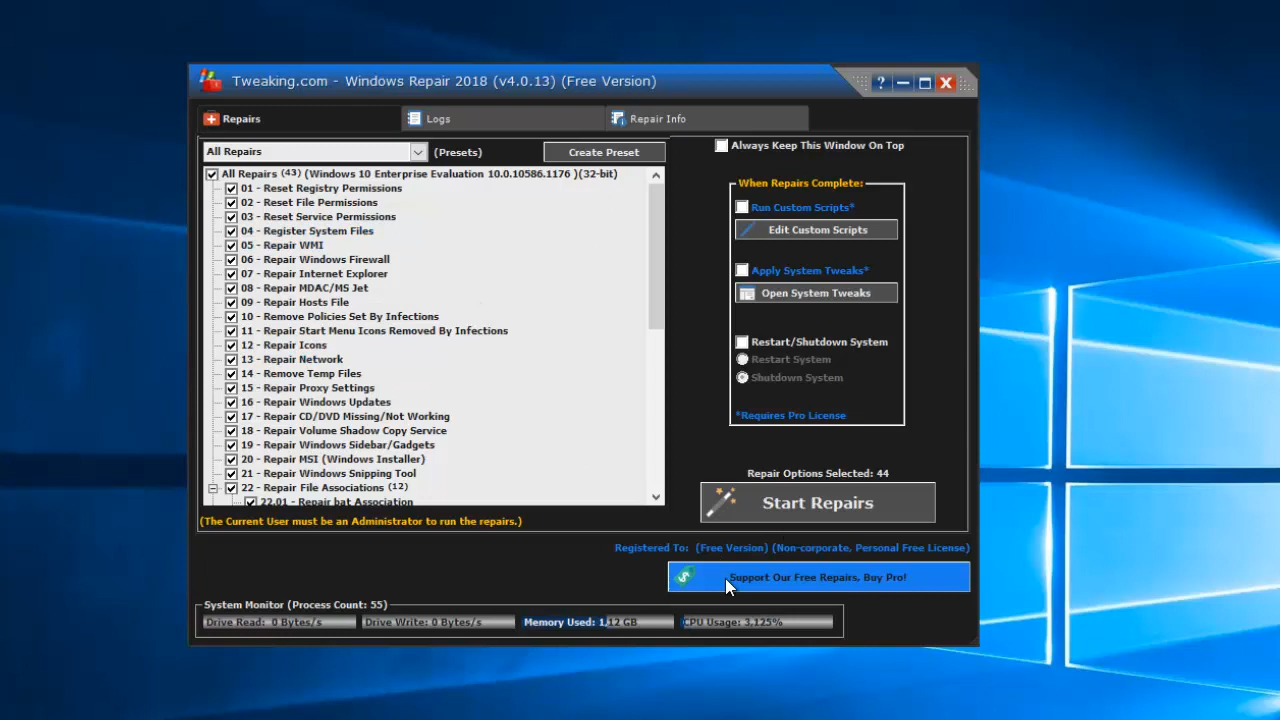 Tweaking.com - Windows Repair 2018 (v4.0.13) (Free Version)
?
Repairs
Logs
Repair Info
All Repairs
(Presets)
Create Preset
All Repairs (43) (Windows 10 Enterprise Evaluation 10.0.10586.1176 )(32-bit)
01 - Reset Registry Permissions
02 - Reset File Permissions
03 - Reset Service Permissions
04 - Register System Files
05 - Repair WMI
06 - Repair Windows Firewall
07 - Repair Internet Explorer
08 - Repair MDAC/MS Jet
09 - Repair Hosts File
10 - Remove Policies Set By Infections
11 - Repair Start Menu Icons Removed By Infections
12 - Repair Icons
13 - Repair Network
14 - Remove Temp Files
15 - Repair Proxy Settings
16 - Repair Windows Updates
17 - Repair CD/DVD Missing/Not Working
18 - Repair Volume Shadow Copy Service
19 - Repair Windows Sidebar/Gadgets
20 - Repair MSI (Windows Installer)
21 - Repair Windows Snipping Tool
22 - Repair File Associations (12)
22.01 - Repair bat Association
(The Current User must be an Administrator to run the repairs.)
Always Keep This Window On Top
When Repairs Complete:
Run Custom Scripts*
Edit Custom Scripts
Apply System Tweaks*
Open System Tweaks
Restart/Shutdown System
Restart System
Shutdown System
*Requires Pro License
Repair Options Selected: 44
Start Repairs
Registered To: (Free Version) (Non-corporate, Personal Free License)
Support Our Free Repairs, Buy Pro!
System Monitor (Process Count: 55)
Drive Read: 0 Bytes/s
Drive Write: 0 Bytes/s
Memory Used: 1,12 GB
CPU Usage: 3,125%